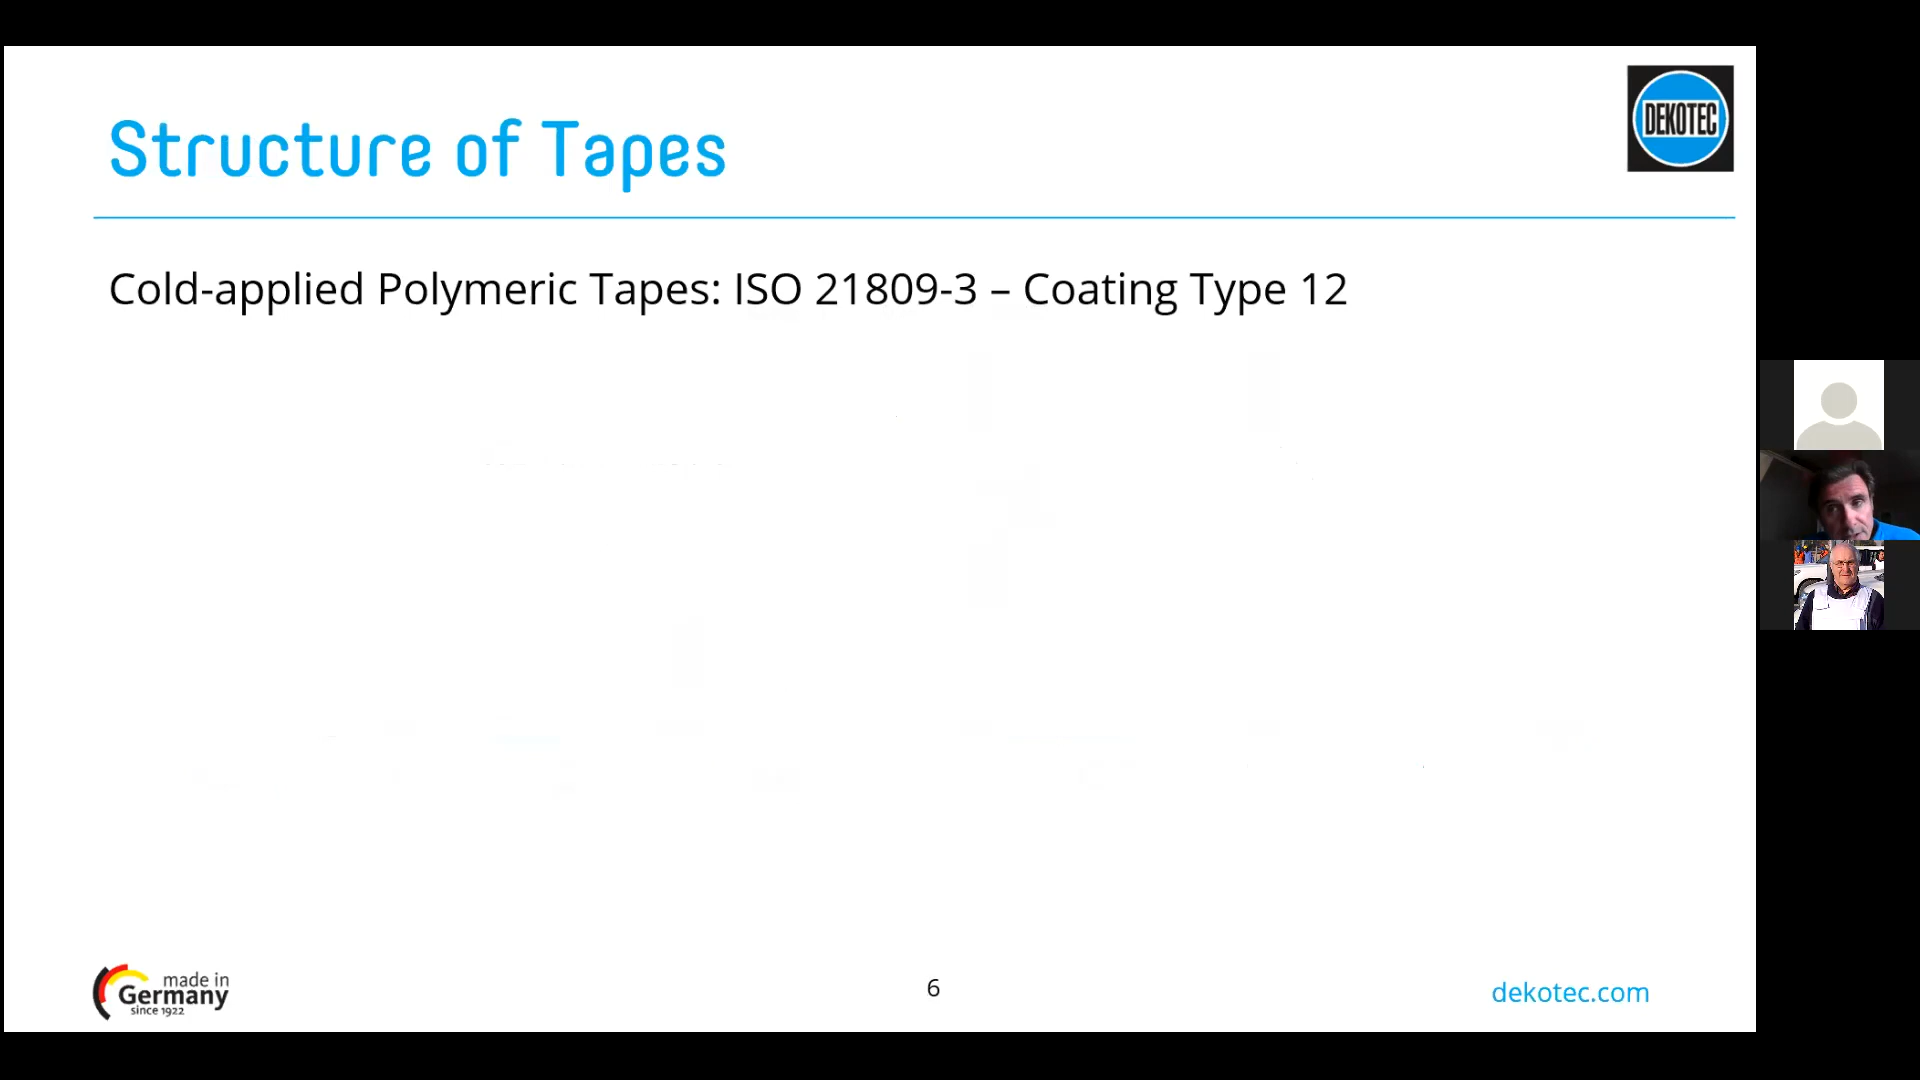 DEKOTEC
Structure of Tapes
Cold-applied Polymeric Tapes: ISO 21809-3 – Coating Type 12
made in
Germany
since 1922
6
dekotec.com